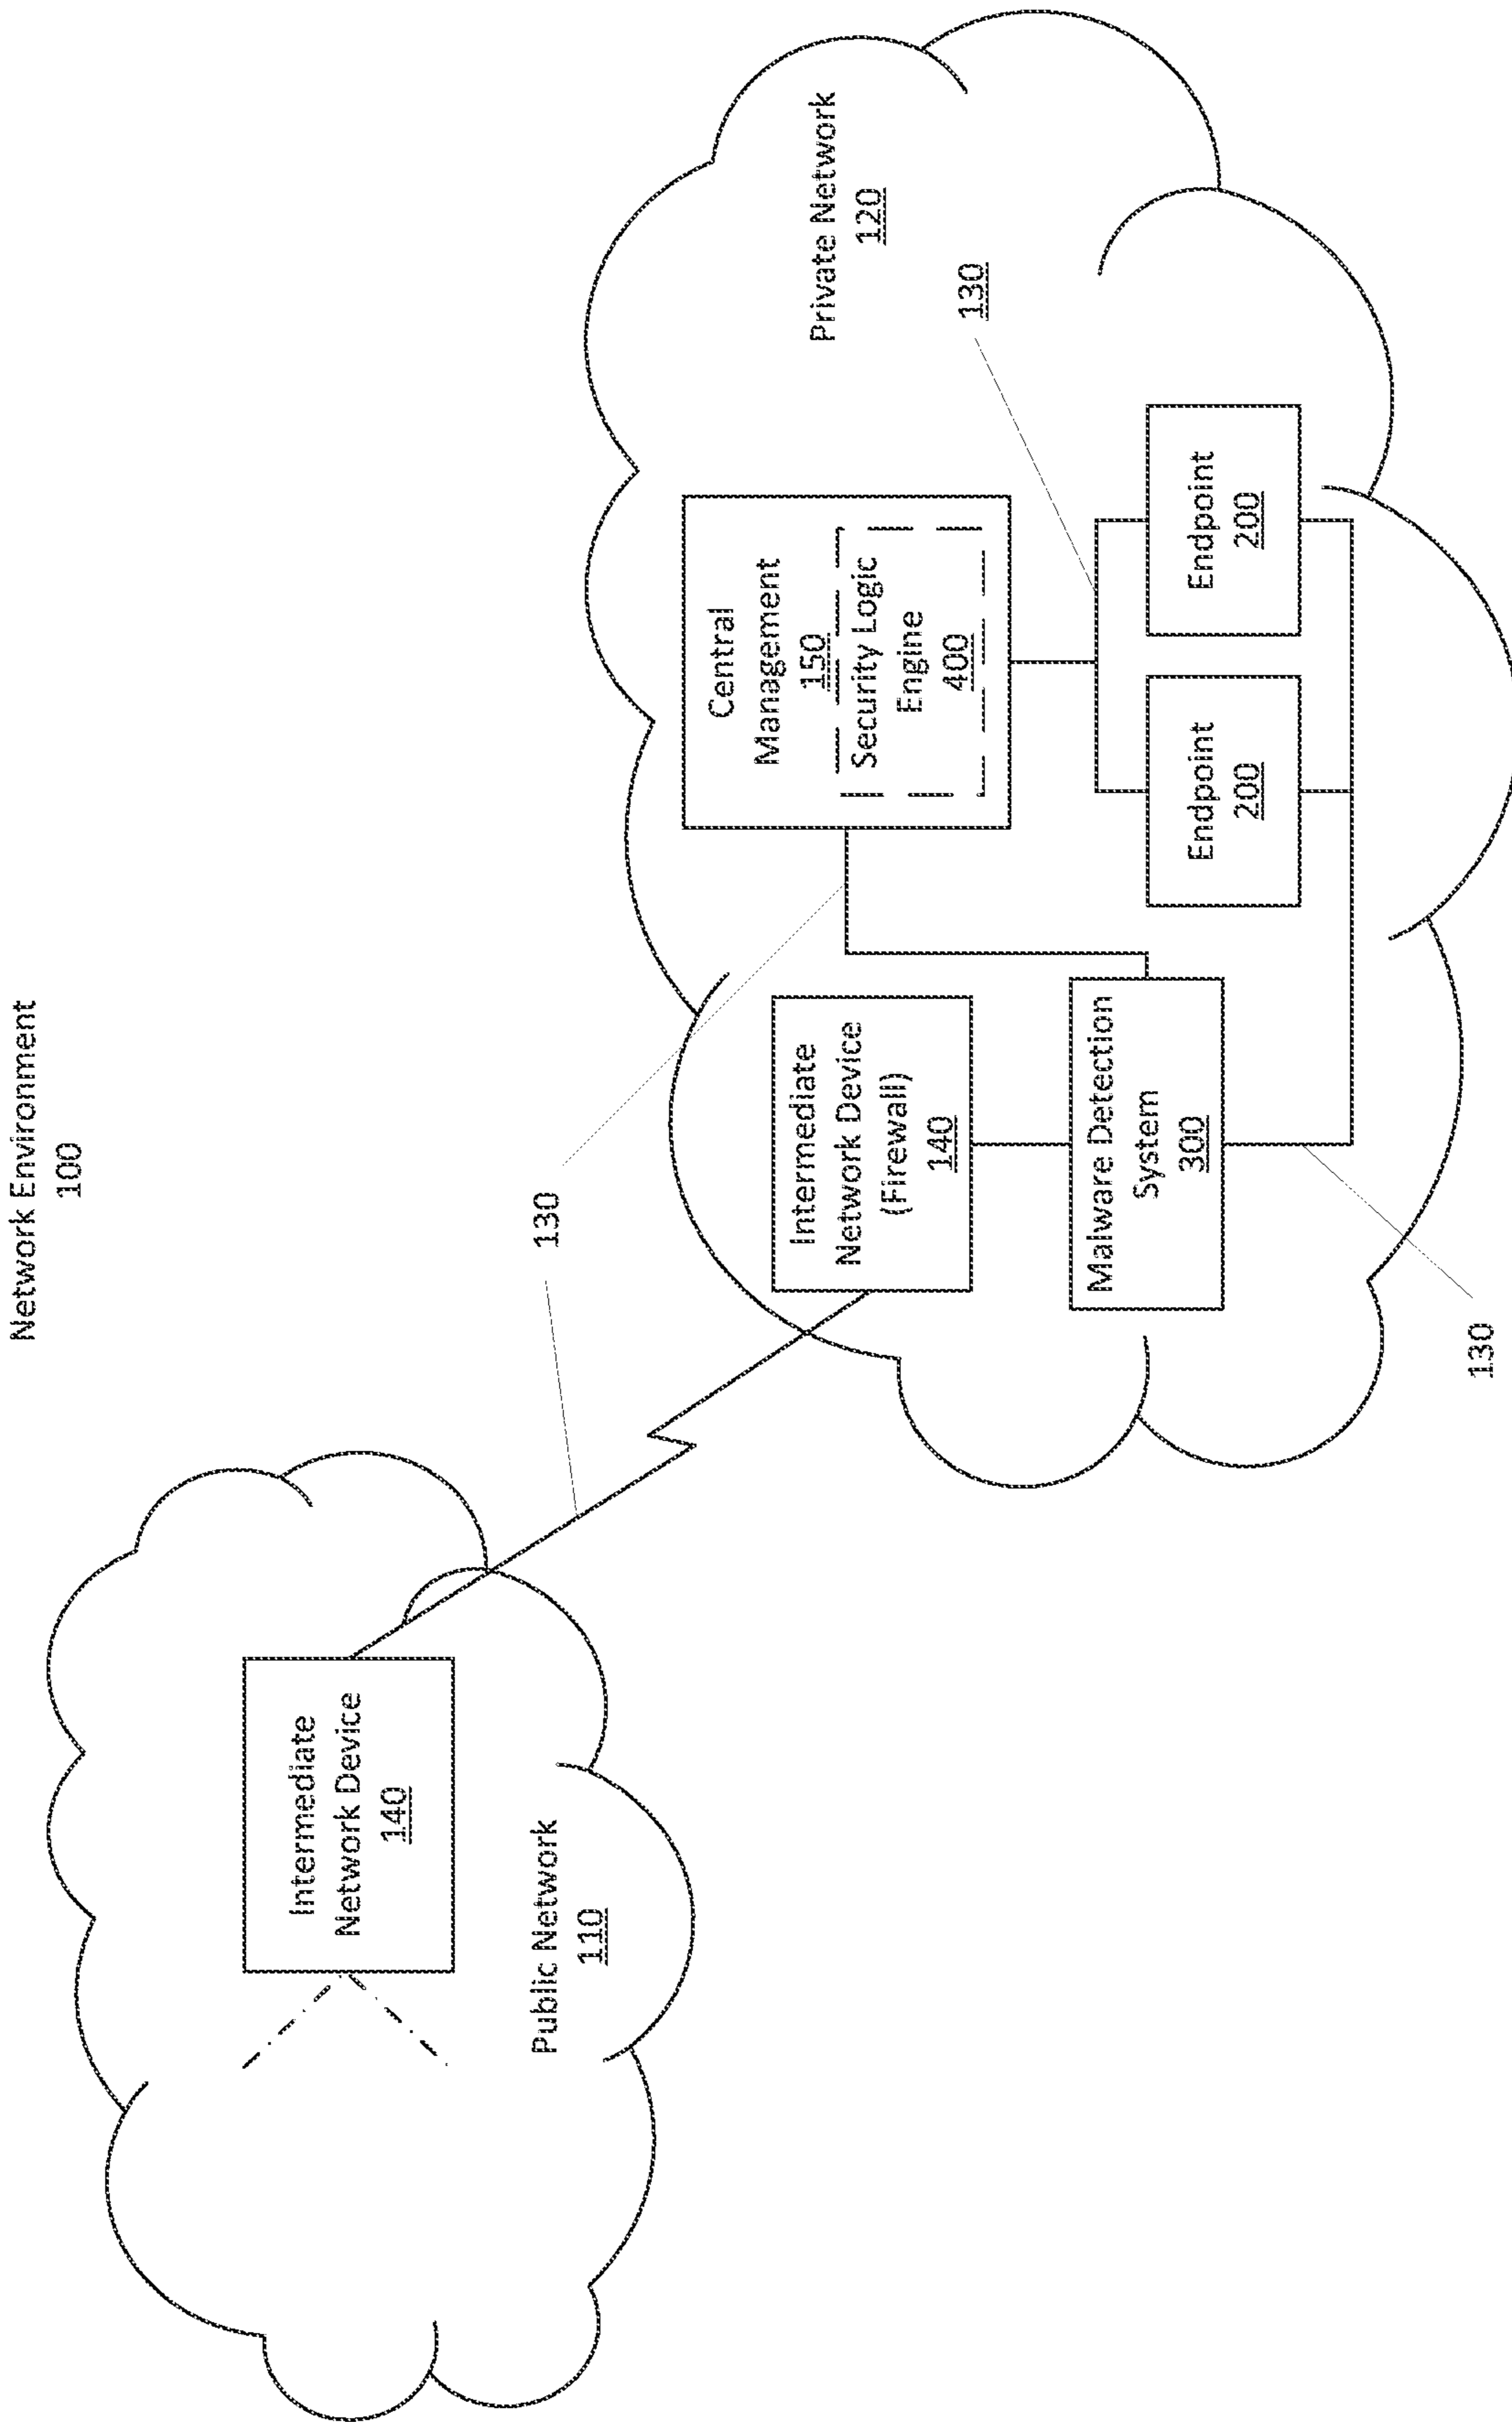 Network Environment
100
Intermediate
Network Device
140
Public Network
110
130
Intermediate
Network Device
(Firewall)
140
Malware Detection
System
300
130
Central
Management
150
Security Logic
Engine
400
Private Network
120
130
Endpoint
200
Endpoint
200